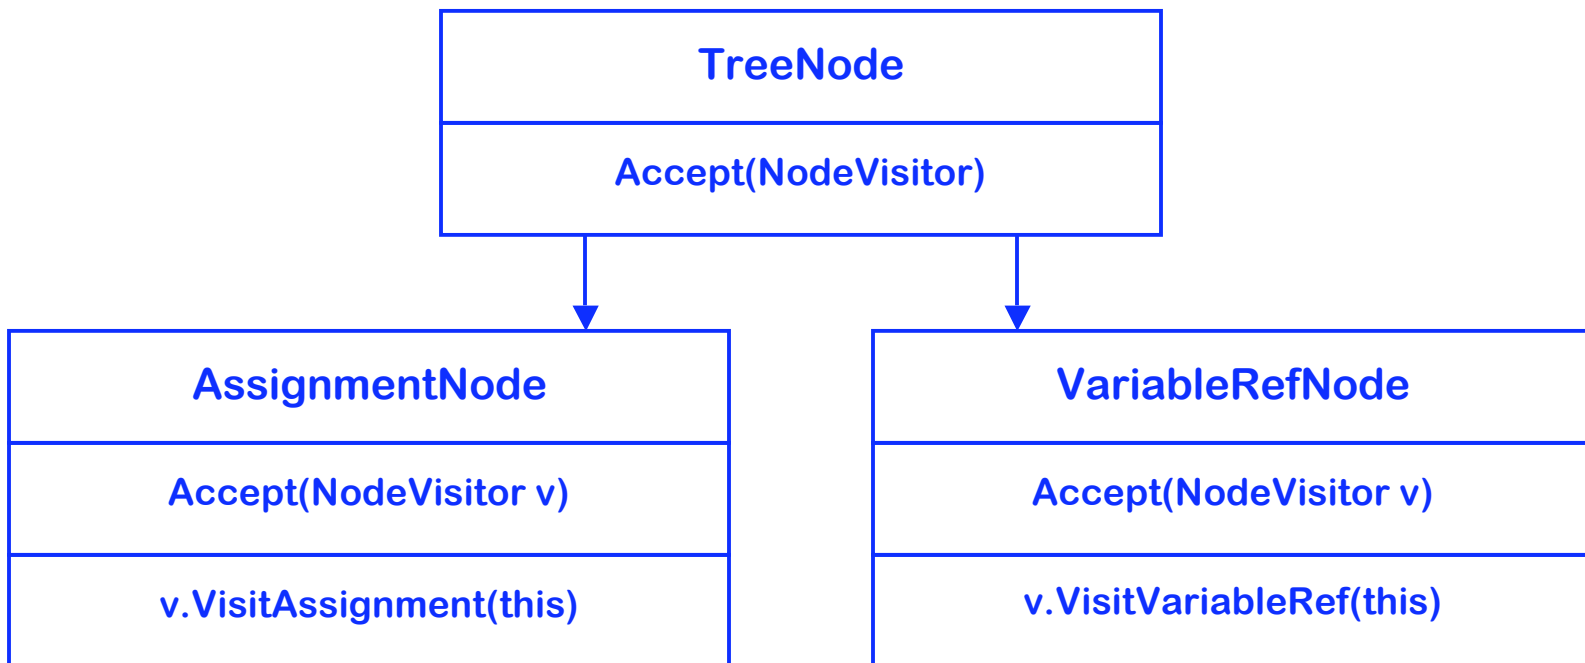 TreeNode
Accept(NodeVisitor)
AssignmentNode
Accept(NodeVisitor v)
v.VisitAssignment(this)
VariableRefNode
Accept(NodeVisitor v)
v.VisitVariableRef(this)